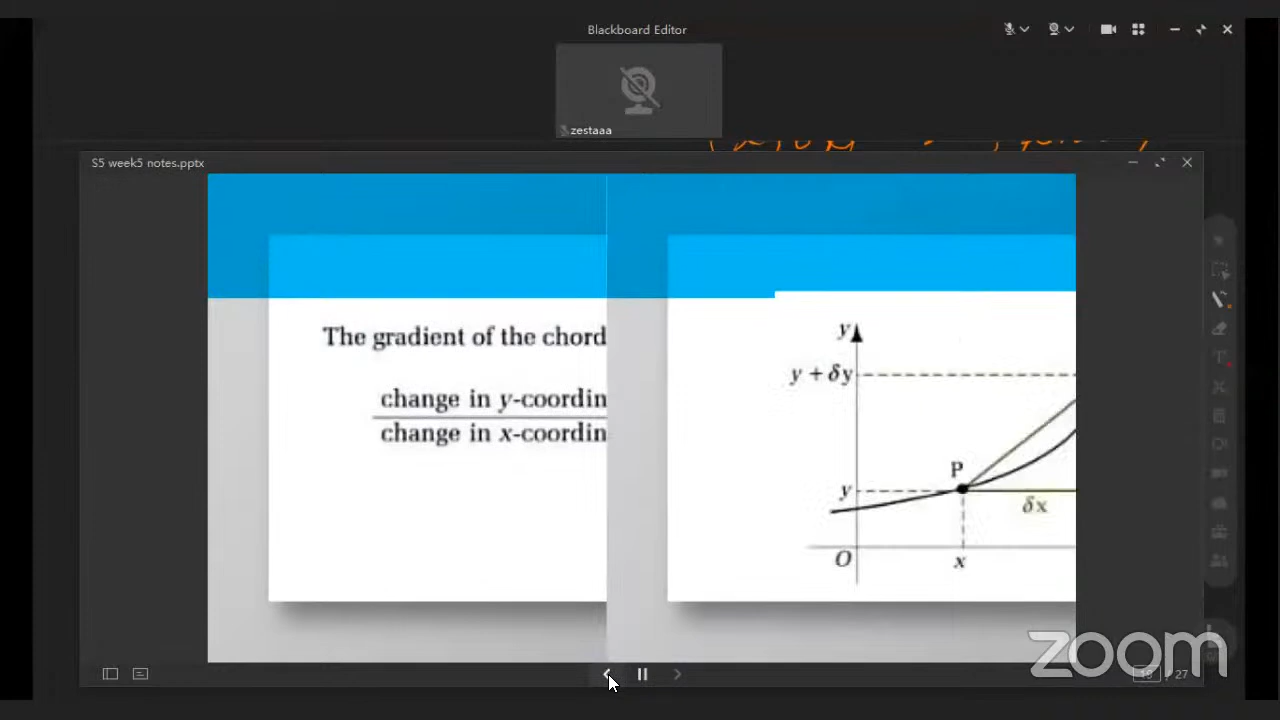 Blackboard Editor
zestaaa
S5 week5 notes.pptx
The gradient of the chord
change in y-coordin
change in x-coordin
y
y + δy
P
y
δx
O
x
zoom
/ 27